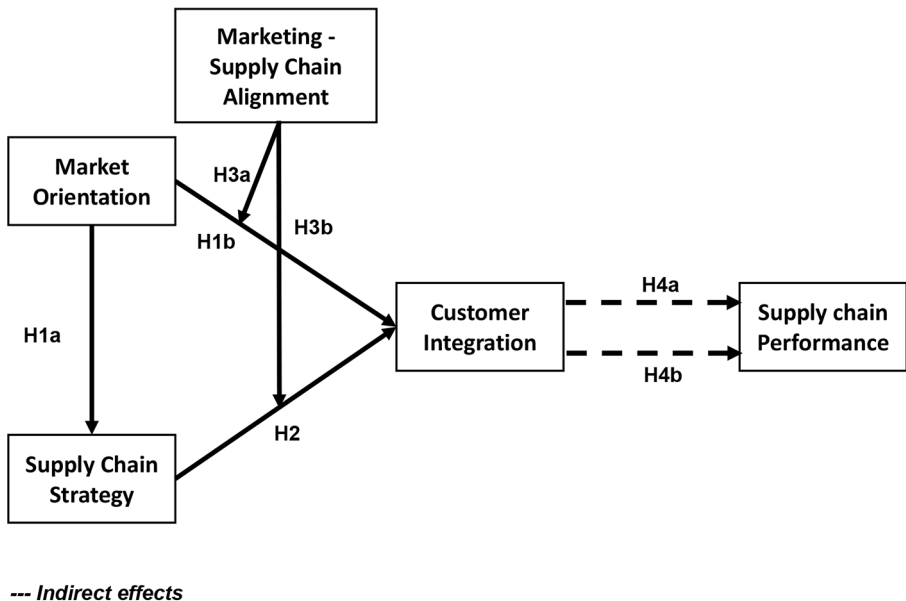 Marketing -
Supply Chain
Alignment
Market
Orientation
H3a
H1b
H3b
H1a
Customer
Integration
H4a
H4b
Supply chain
Performance
H2
Supply Chain
Strategy
--- Indirect effects